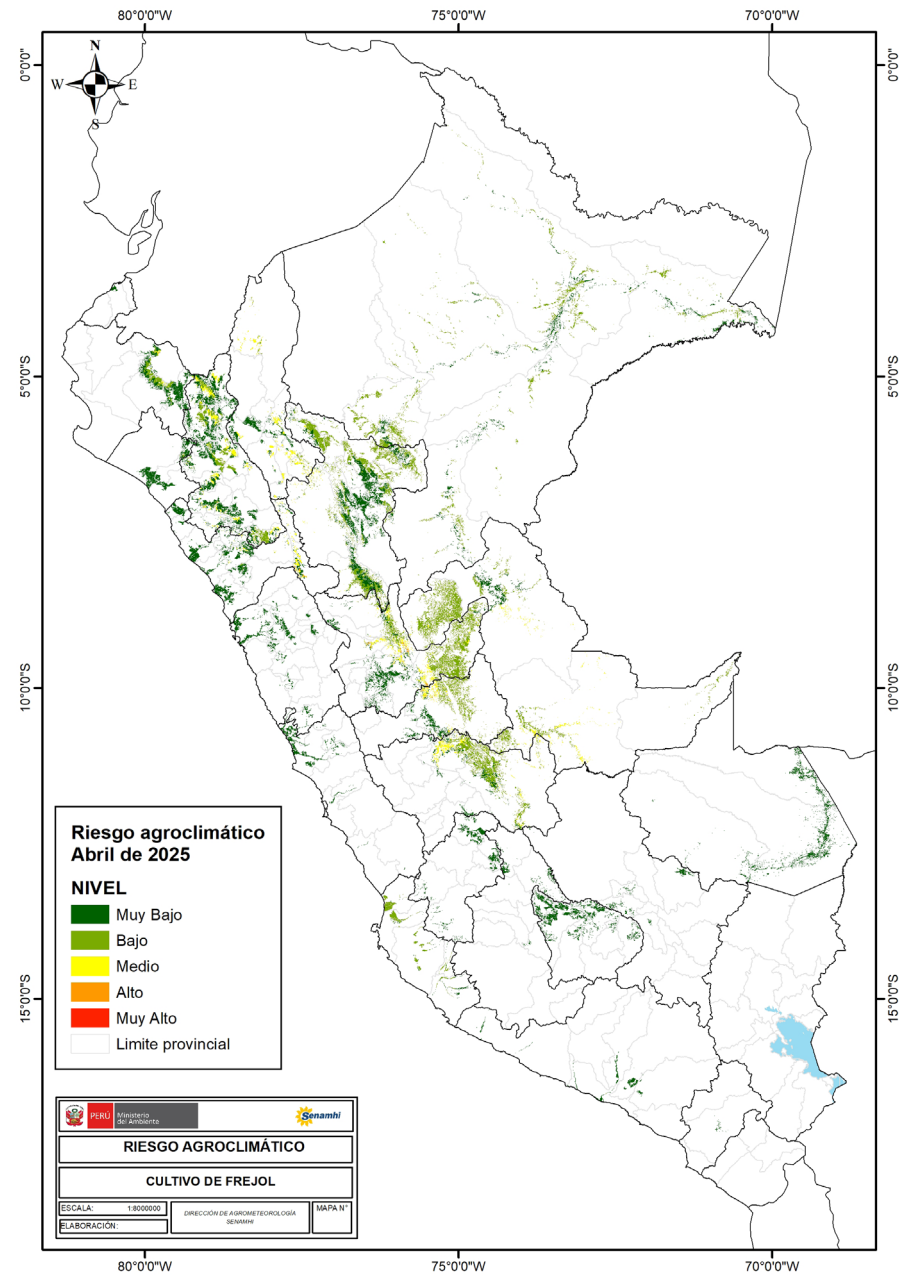 80°0'0"W
75°0'0"W
70°0'0"W
N
W
E
S
0°0'0"
0°0'0"
5°0'0"S
5°0'0"S
10°0'0"S
10°0'0"S
15°0'0"S
15°0'0"S
Riesgo agroclimático
Abril de 2025
NIVEL
Muy Bajo
Bajo
Medio
Alto
Muy Alto
Limite provincial
PERÚ
Ministerio
del Ambiente
Senamhi
RIESGO AGROCLIMÁTICO
CULTIVO DE FREJOL
ESCALA: 1:6000000
ELABORACIÓN:
DIRECCIÓN DE AGROMETEOROLOGÍA
SENAMHI
MAPA N°
80°0'0"W
75°0'0"W
70°0'0"W